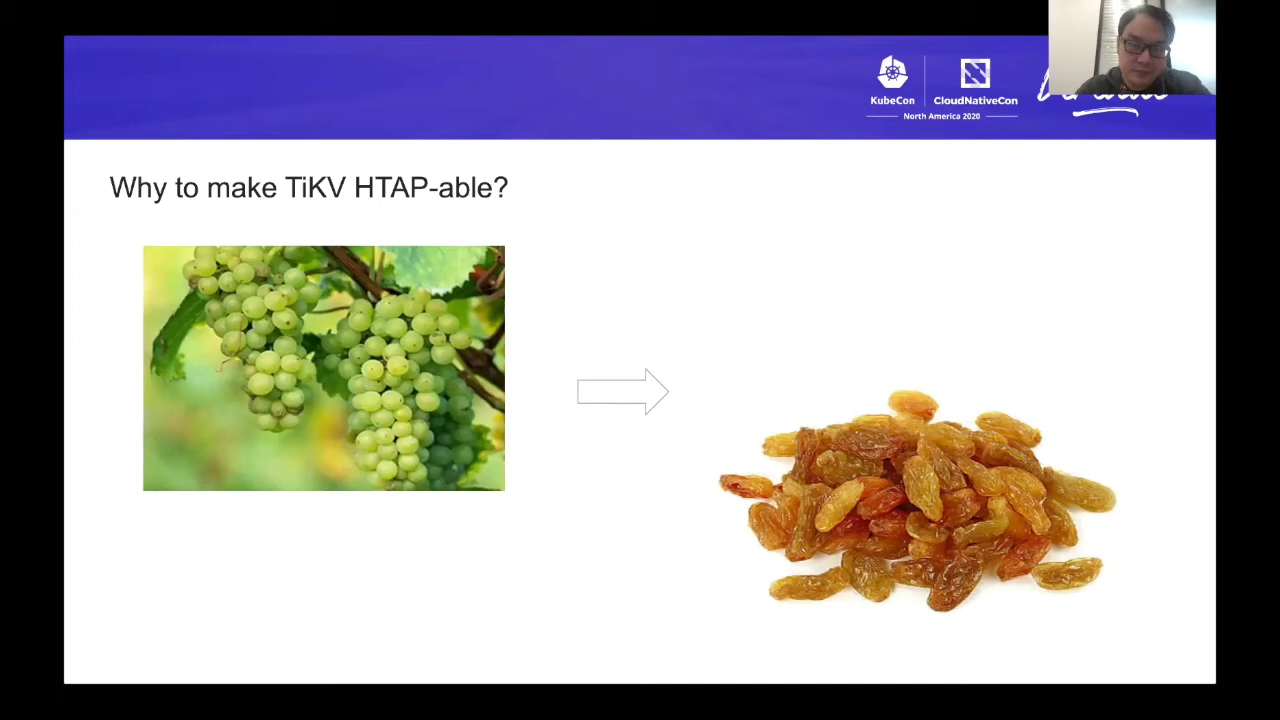 KubeCon
CloudNativeCon
North America 2020
Why to make TiKV HTAP-able?